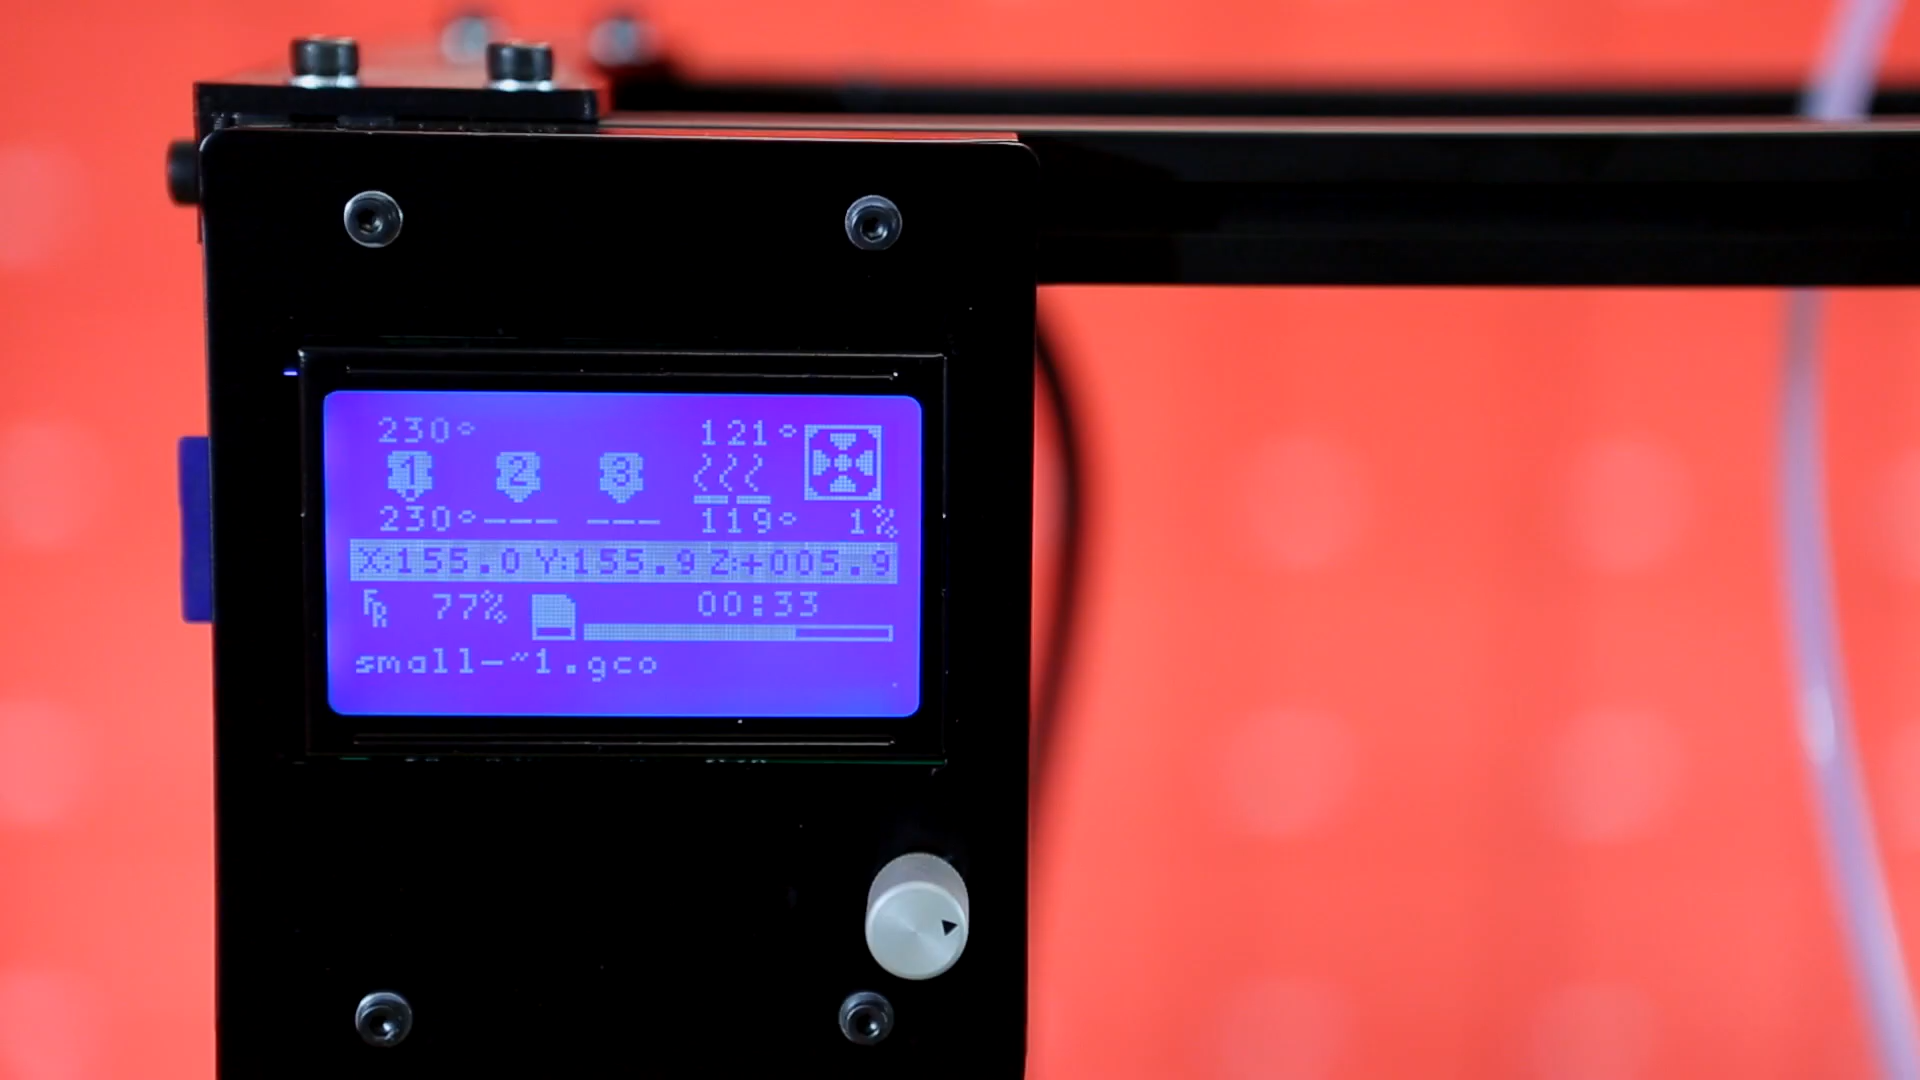 230° 121°
1 2 3
230° --- --- 119° 1%
X:155.0 Y:155.9 Z:+005.9
FR 77% 00:33
small-~1.gco